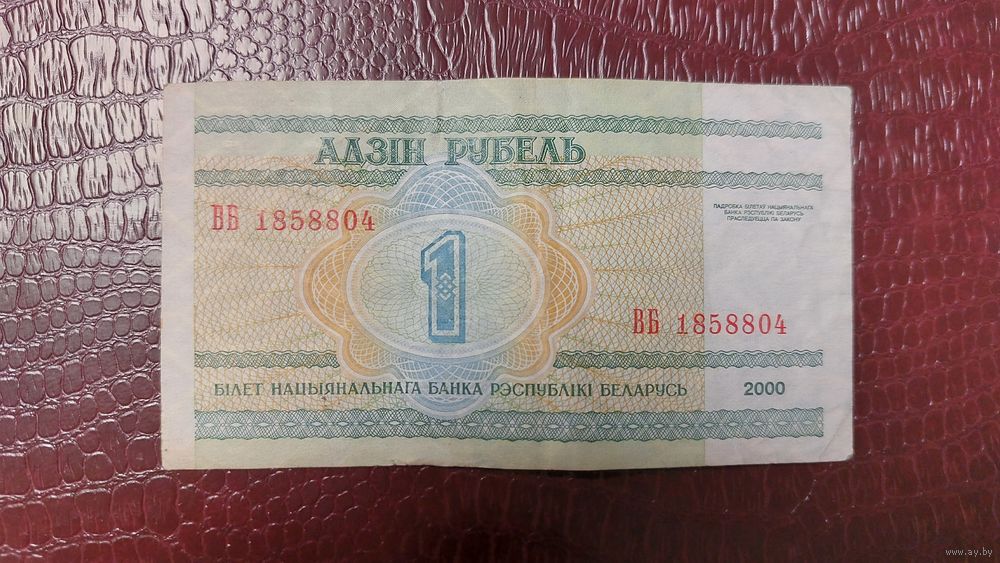 АДЗІН РУБЕЛЬ
ПАДРОБКА БІЛЕТАЎ НАЦЫЯНАЛЬНАГА
БАНКА РЭСПУБЛІКІ БЕЛАРУСЬ
ПРАСЛЕДУЕЦЦА ПА ЗАКОНУ
ВБ 1858804
1
ВБ 1858804
БІЛЕТ НАЦЫЯНАЛЬНАГА БАНКА РЭСПУБЛІКІ БЕЛАРУСЬ 2000
www.ay.by